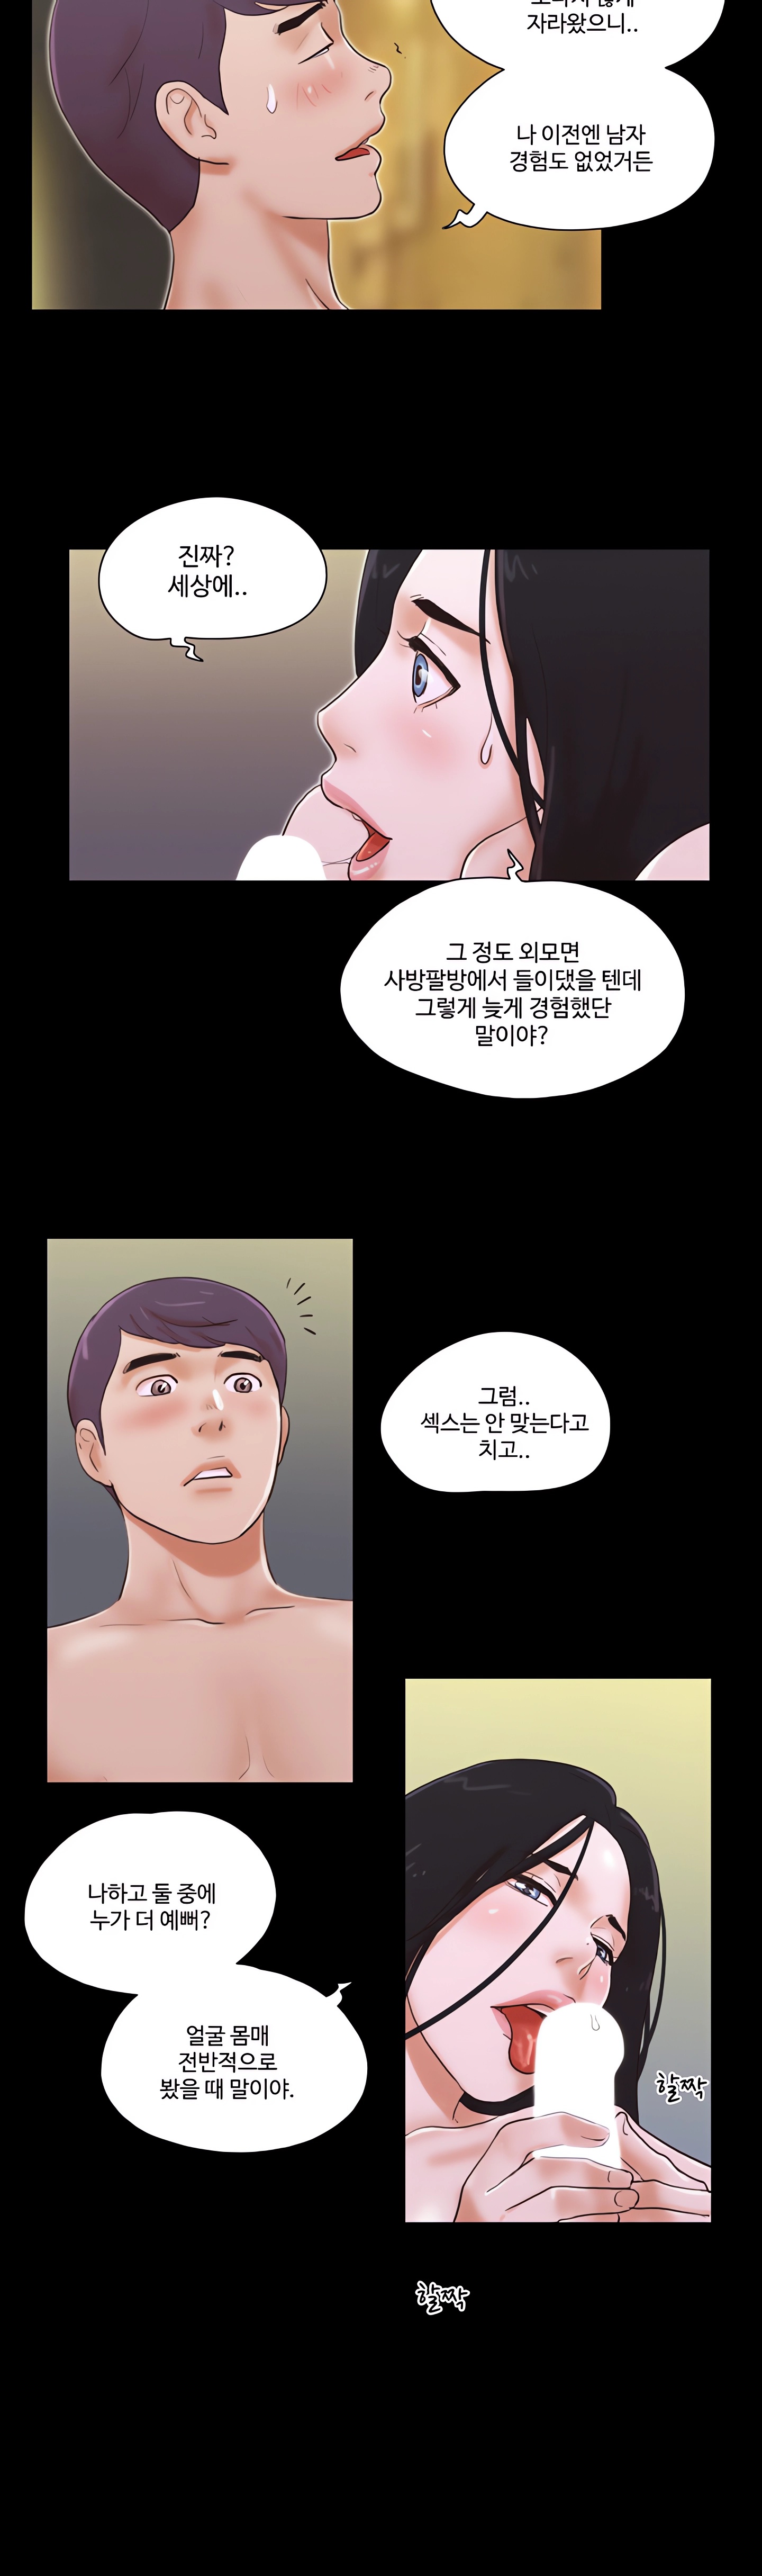 자라왔으니..
나 이전엔 남자
경험도 없었거든
진짜?
세상에..
그 정도 외모면
사방팔방에서 들이댔을 텐데
그렇게 늦게 경험했단
말이야?
그럼..
섹스는 안 맞는다고
치고..
나하고 둘 중에
누가 더 예뻐?
얼굴 몸매
전반적으로
봤을 때 말이야.
할짝
할짝